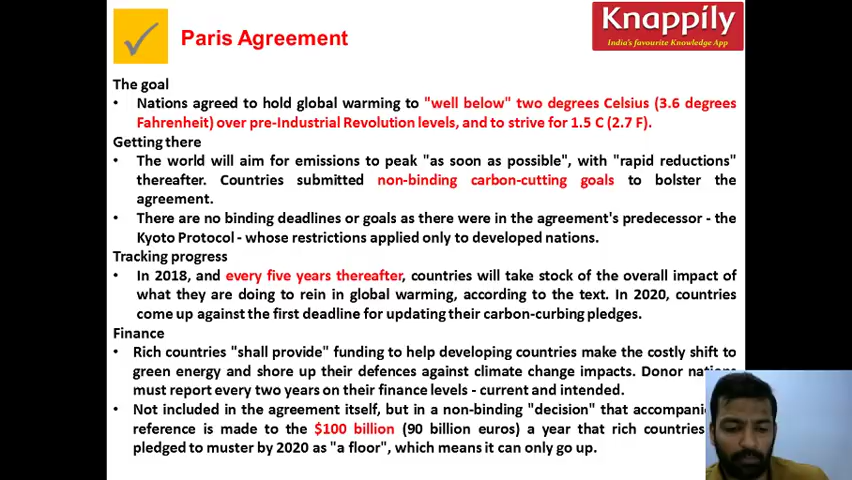 Paris Agreement
Knappily
India's favourite Knowledge App
The goal
• Nations agreed to hold global warming to "well below" two degrees Celsius (3.6 degrees
Fahrenheit) over pre-Industrial Revolution levels, and to strive for 1.5 C (2.7 F).
Getting there
• The world will aim for emissions to peak "as soon as possible", with "rapid reductions"
thereafter. Countries submitted non-binding carbon-cutting goals to bolster the
agreement.
• There are no binding deadlines or goals as there were in the agreement's predecessor - the
Kyoto Protocol - whose restrictions applied only to developed nations.
Tracking progress
• In 2018, and every five years thereafter, countries will take stock of the overall impact of
what they are doing to rein in global warming, according to the text. In 2020, countries
come up against the first deadline for updating their carbon-curbing pledges.
Finance
• Rich countries "shall provide" funding to help developing countries make the costly shift to
green energy and shore up their defences against climate change impacts. Donor nations
must report every two years on their finance levels - current and intended.
• Not included in the agreement itself, but in a non-binding "decision" that accompani
reference is made to the $100 billion (90 billion euros) a year that rich countries
pledged to muster by 2020 as "a floor", which means it can only go up.